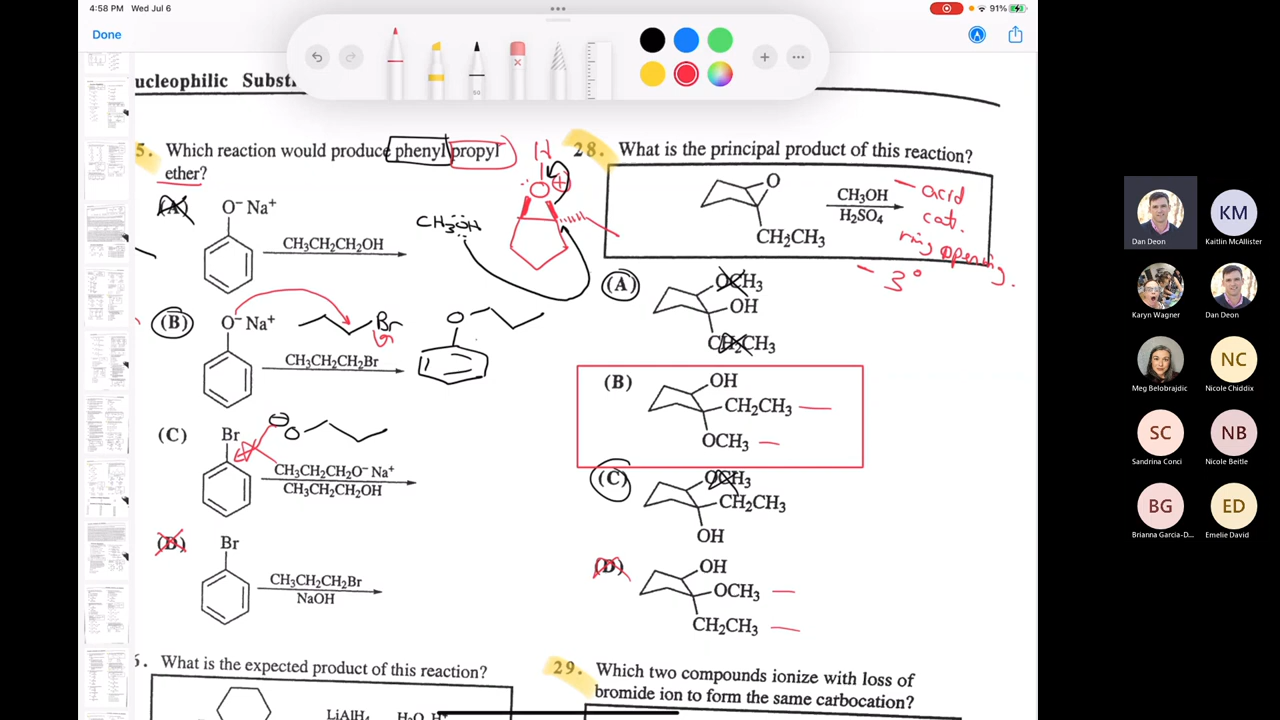 4:58 PM Wed Jul 6
91%
Done
ucleophilic Subst
5. Which reaction would produce phenyl propyl
ether?
(A)
O⁻ Na⁺
CH₃CH₂CH₂OH
(B)
O⁻ Na⁺
Br
CH₃CH₂CH₂Br
O
(C)
Br
O
CH₃CH₂CH₂O⁻ Na⁺
CH₃CH₂CH₂OH
(D)
Br
CH₃CH₂CH₂Br
NaOH
H
O
+
CH₃ÖH
6. What is the expected product of this reaction?
LiAlH₄
H₂O, H⁺
28. What is the principal product of this reaction?
O
CH₂CH₃
CH₃OH
H₂SO₄
– acid
cat.
ring opening.
– 3°
(A)
OCH₃
OH
CH₂CH₃
(B)
OH
CH₂CH₃
OCH₃
(C)
OCH₃
CH₂CH₃
OH
(D)
OH
OCH₃
CH₂CH₃
29. Which two compounds ionize with loss of
bromide ion to form the same carbocation?
Dan Deon
KM
Kaitlin McAllister
Karyn Wagner
Dan Deon
Meg Belobrajdic
NC
Nicole Chiddix
SC
Sandrina Conci
NB
Nicole Beitle
BG
Brianna Garcia-D...
ED
Emelie David